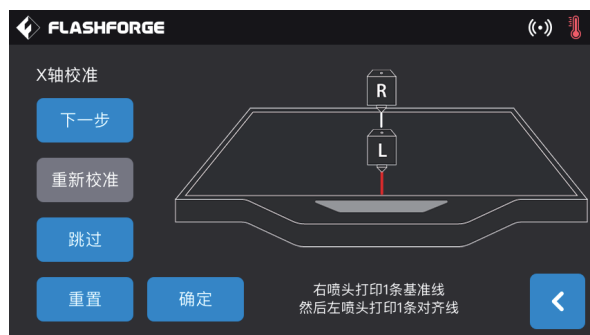 FLASHFORGE
X轴校准
下一步
重新校准
跳过
重置
确定
R
L
右喷头打印1条基准线
然后左喷头打印1条对齐线